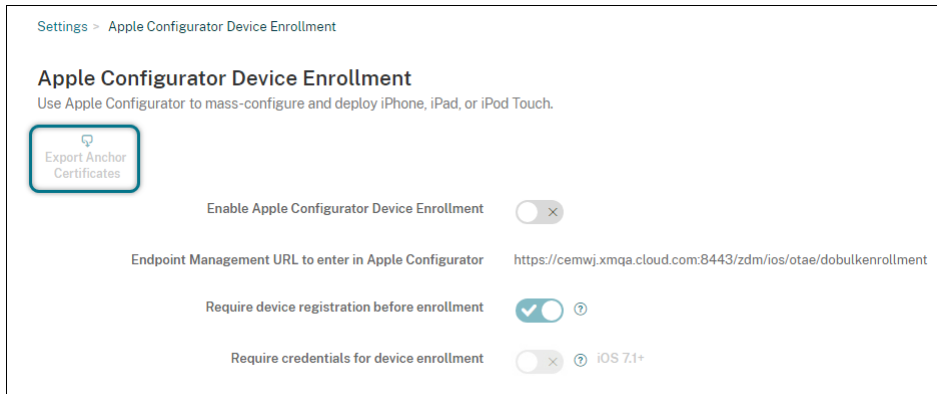 Settings > Apple Configurator Device Enrollment
Apple Configurator Device Enrollment
Use Apple Configurator to mass-configure and deploy iPhone, iPad, or iPod Touch.
Export Anchor
Certificates
Enable Apple Configurator Device Enrollment
Endpoint Management URL to enter in Apple Configurator https://cemwj.xmqa.cloud.com:8443/zdm/ios/otae/dobulkenrollment
Require device registration before enrollment ?
Require credentials for device enrollment ? iOS 7.1+